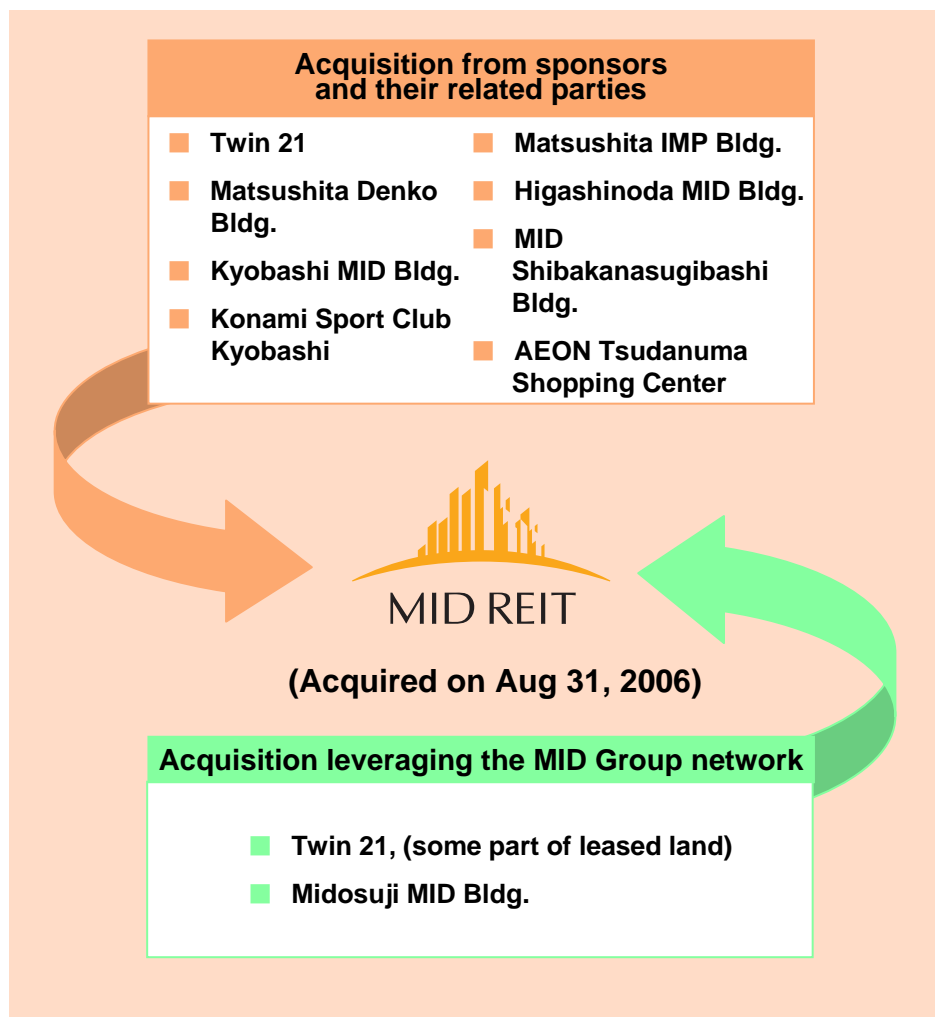 Acquisition from sponsors
and their related parties
Twin 21
Matsushita Denko
Bldg.
Kyobashi MID Bldg.
Konami Sport Club
Kyobashi
Matsushita IMP Bldg.
Higashinoda MID Bldg.
MID
Shibakanasugibashi
Bldg.
AEON Tsudanuma
Shopping Center
MID REIT
(Acquired on Aug 31, 2006)
Acquisition leveraging the MID Group network
Twin 21, (some part of leased land)
Midosuji MID Bldg.